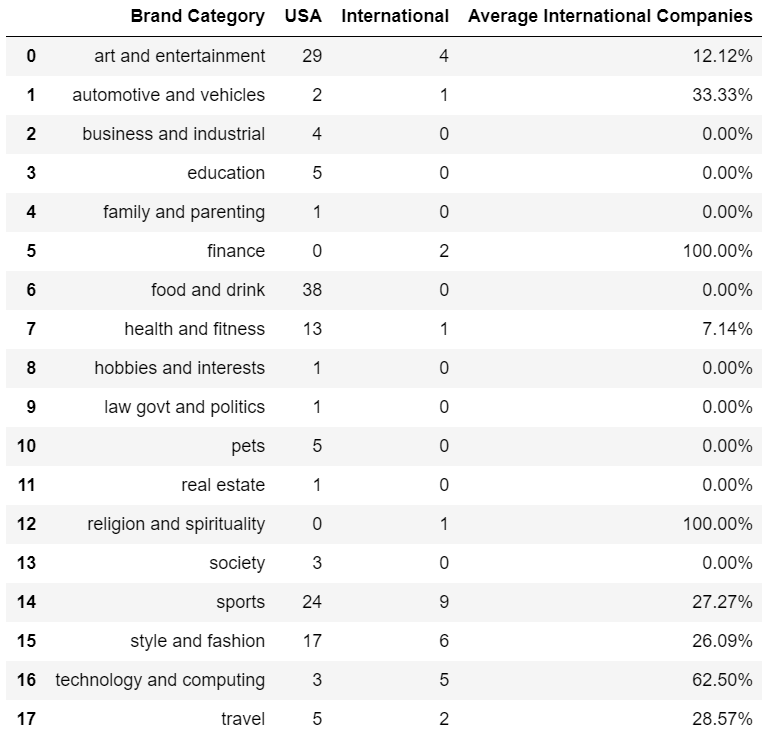 Brand Category USA International Average International Companies
0 art and entertainment 29 4 12.12%
1 automotive and vehicles 2 1 33.33%
2 business and industrial 4 0 0.00%
3 education 5 0 0.00%
4 family and parenting 1 0 0.00%
5 finance 0 2 100.00%
6 food and drink 38 0 0.00%
7 health and fitness 13 1 7.14%
8 hobbies and interests 1 0 0.00%
9 law govt and politics 1 0 0.00%
10 pets 5 0 0.00%
11 real estate 1 0 0.00%
12 religion and spirituality 0 1 100.00%
13 society 3 0 0.00%
14 sports 24 9 27.27%
15 style and fashion 17 6 26.09%
16 technology and computing 3 5 62.50%
17 travel 5 2 28.57%